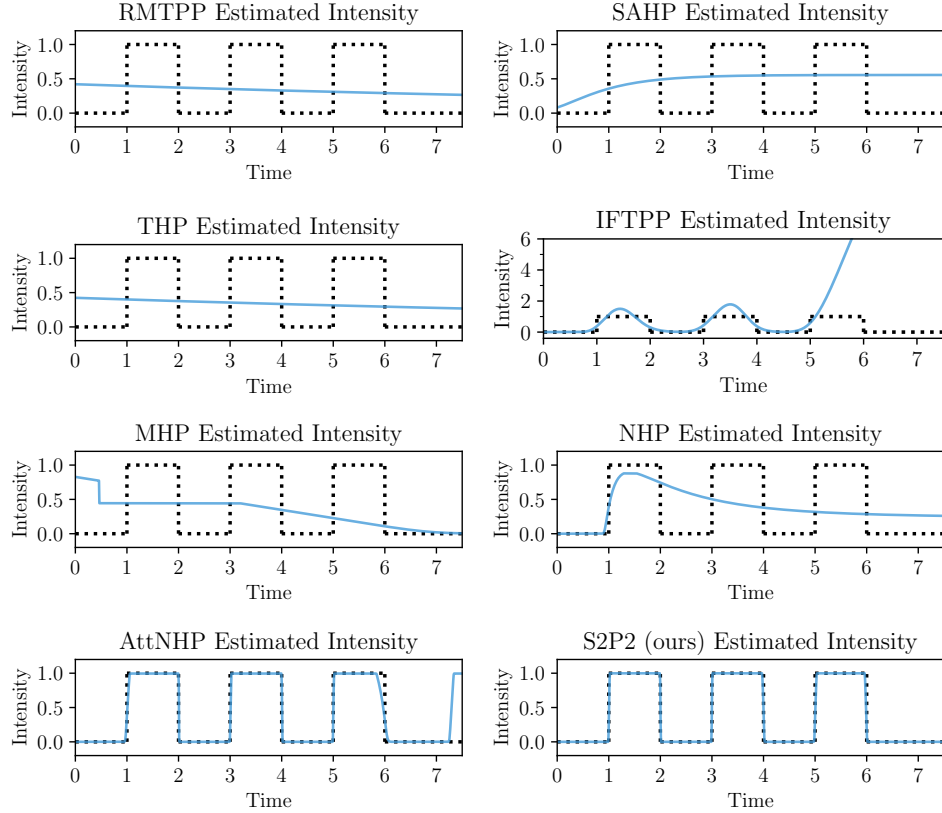 RMTPP Estimated Intensity
Intensity
1.0
0.5
0.0
0 1 2 3 4 5 6 7
Time
SAHP Estimated Intensity
Intensity
1.0
0.5
0.0
0 1 2 3 4 5 6 7
Time
THP Estimated Intensity
Intensity
1.0
0.5
0.0
0 1 2 3 4 5 6 7
Time
IFTPP Estimated Intensity
Intensity
6
4
2
0
0 1 2 3 4 5 6 7
Time
MHP Estimated Intensity
Intensity
1.0
0.5
0.0
0 1 2 3 4 5 6 7
Time
NHP Estimated Intensity
Intensity
1.0
0.5
0.0
0 1 2 3 4 5 6 7
Time
AttNHP Estimated Intensity
Intensity
1.0
0.5
0.0
0 1 2 3 4 5 6 7
Time
S2P2 (ours) Estimated Intensity
Intensity
1.0
0.5
0.0
0 1 2 3 4 5 6 7
Time